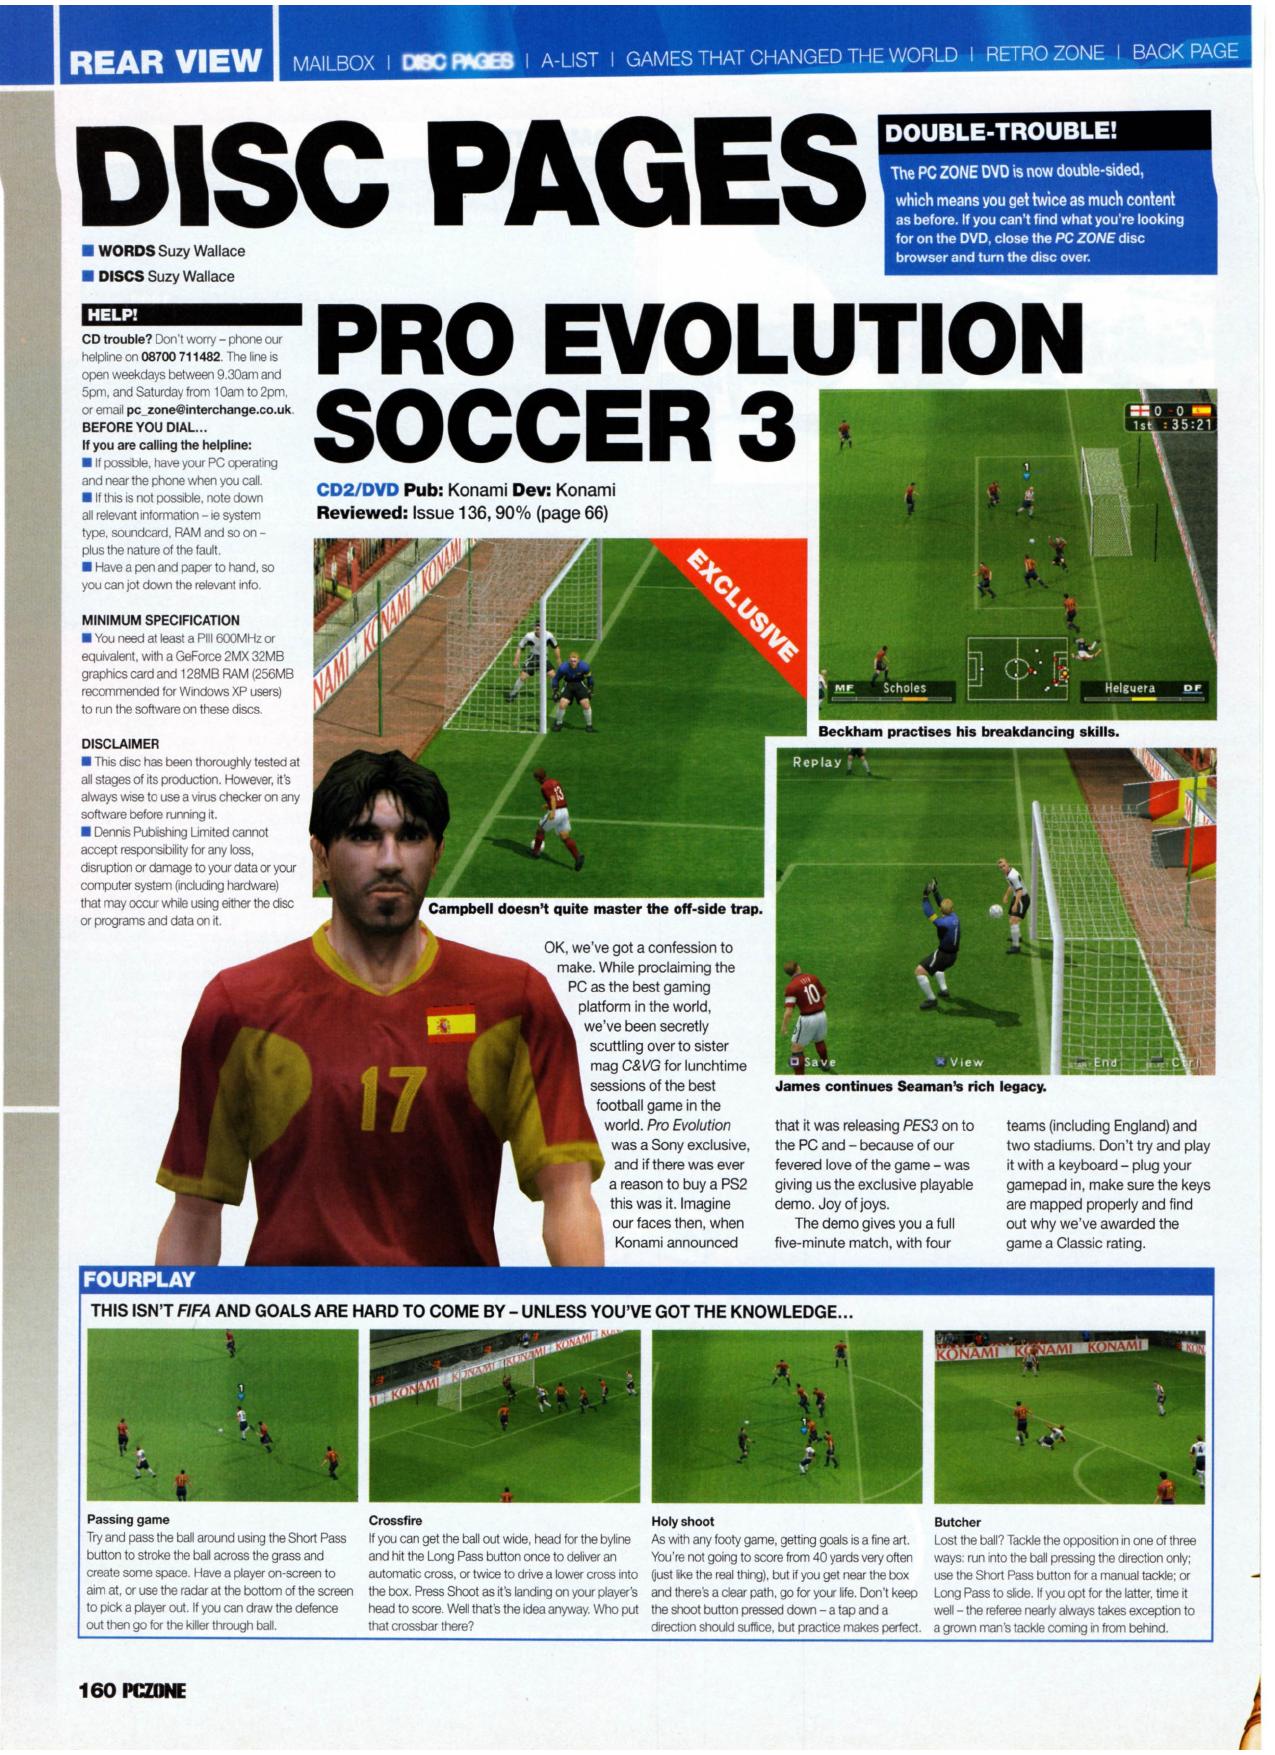 REAR VIEW
MAILBOX | DISC PAGES | A-LIST | GAMES THAT CHANGED THE WORLD | RETRO ZONE | BACK PAGE
DISC PAGES
■ WORDS Suzy Wallace
■ DISCS Suzy Wallace
DOUBLE-TROUBLE!
The PC ZONE DVD is now double-sided,
which means you get twice as much content
as before. If you can't find what you're looking
for on the DVD, close the PC ZONE disc
browser and turn the disc over.
HELP!
CD trouble? Don't worry – phone our
helpline on 08700 711482. The line is
open weekdays between 9.30am and
5pm, and Saturday from 10am to 2pm,
or email pc_zone@interchange.co.uk.
BEFORE YOU DIAL...
If you are calling the helpline:
■ If possible, have your PC operating
and near the phone when you call.
■ If this is not possible, note down
all relevant information – ie system
type, soundcard, RAM and so on –
plus the nature of the fault.
■ Have a pen and paper to hand, so
you can jot down the relevant info.
MINIMUM SPECIFICATION
■ You need at least a PIII 600MHz or
equivalent, with a GeForce 2MX 32MB
graphics card and 128MB RAM (256MB
recommended for Windows XP users)
to run the software on these discs.
DISCLAIMER
■ This disc has been thoroughly tested at
all stages of its production. However, it's
always wise to use a virus checker on any
software before running it.
■ Dennis Publishing Limited cannot
accept responsibility for any loss,
disruption or damage to your data or your
computer system (including hardware)
that may occur while using either the disc
or programs and data on it.
PRO EVOLUTION
SOCCER 3
CD2/DVD Pub: Konami Dev: Konami
Reviewed: Issue 136, 90% (page 66)
EXCLUSIVE
KONAMI
KONAMI
NAMI
13
Campbell doesn't quite master the off-side trap.
0 - 0
1st : 35:21
1
MF Scholes
Helguera DF
Beckham practises his breakdancing skills.
Replay
10
1
Save
View
START End
SELECT Ctrl
James continues Seaman's rich legacy.
17
OK, we've got a confession to
make. While proclaiming the
PC as the best gaming
platform in the world,
we've been secretly
scuttling over to sister
mag C&VG for lunchtime
sessions of the best
football game in the
world. Pro Evolution
was a Sony exclusive,
and if there was ever
a reason to buy a PS2
this was it. Imagine
our faces then, when
Konami announced
that it was releasing PES3 on to
the PC and – because of our
fevered love of the game – was
giving us the exclusive playable
demo. Joy of joys.
The demo gives you a full
five-minute match, with four
teams (including England) and
two stadiums. Don't try and play
it with a keyboard – plug your
gamepad in, make sure the keys
are mapped properly and find
out why we've awarded the
game a Classic rating.
FOURPLAY
THIS ISN'T FIFA AND GOALS ARE HARD TO COME BY – UNLESS YOU'VE GOT THE KNOWLEDGE...
1
KONAMI KONAMI KONAMI KONAMI
1
1
KONAMI KONAMI KONAMI KON
Passing game
Try and pass the ball around using the Short Pass
button to stroke the ball across the grass and
create some space. Have a player on-screen to
aim at, or use the radar at the bottom of the screen
to pick a player out. If you can draw the defence
out then go for the killer through ball.
Crossfire
If you can get the ball out wide, head for the byline
and hit the Long Pass button once to deliver an
automatic cross, or twice to drive a lower cross into
the box. Press Shoot as it's landing on your player's
head to score. Well that's the idea anyway. Who put
that crossbar there?
Holy shoot
As with any footy game, getting goals is a fine art.
You're not going to score from 40 yards very often
(just like the real thing), but if you get near the box
and there's a clear path, go for your life. Don't keep
the shoot button pressed down – a tap and a
direction should suffice, but practice makes perfect.
Butcher
Lost the ball? Tackle the opposition in one of three
ways: run into the ball pressing the direction only;
use the Short Pass button for a manual tackle; or
Long Pass to slide. If you opt for the latter, time it
well – the referee nearly always takes exception to
a grown man's tackle coming in from behind.
160 PCZONE